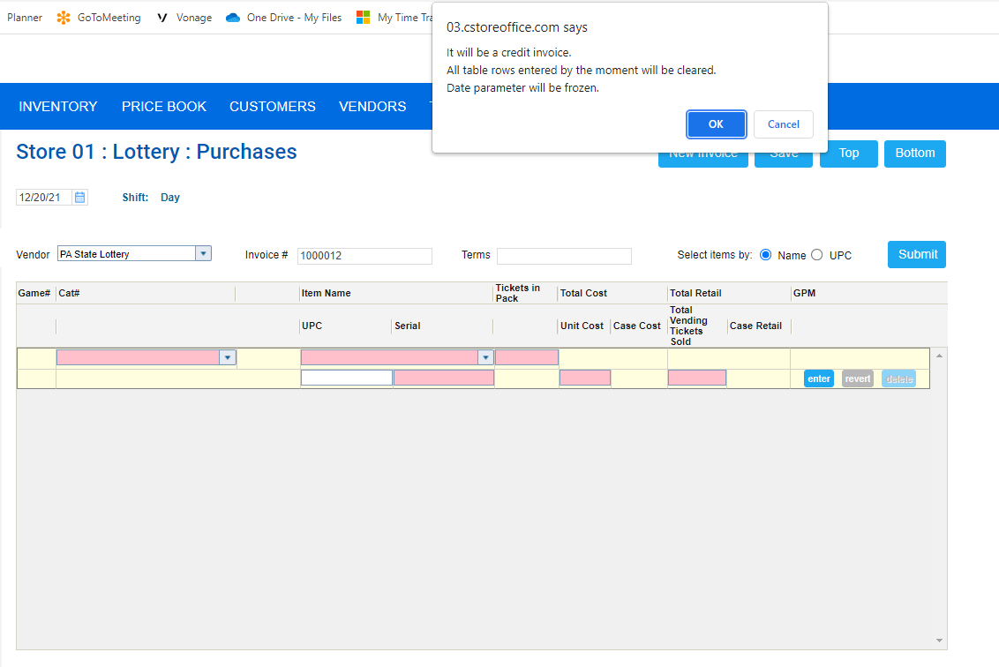 Planner GoToMeeting Vonage One Drive - My Files My Time Tra
03.cstoreoffice.com says
It will be a credit invoice.
All table rows entered by the moment will be cleared.
Date parameter will be frozen.
OK Cancel
INVENTORY PRICE BOOK CUSTOMERS VENDORS
Store 01 : Lottery : Purchases
New Invoice Save Top Bottom
12/20/21 Shift: Day
Vendor PA State Lottery Invoice # 1000012 Terms Select items by: Name UPC Submit
Game# Cat# Item Name Tickets in Pack Total Cost Total Retail GPM
UPC Serial Unit Cost Case Cost Total Vending Tickets Sold Case Retail
enter revert delete